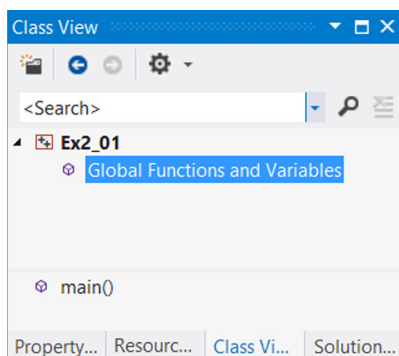 Class View
<Search>
Ex2_01
Global Functions and Variables
main()
Property... Resourc... Class Vi... Solution...